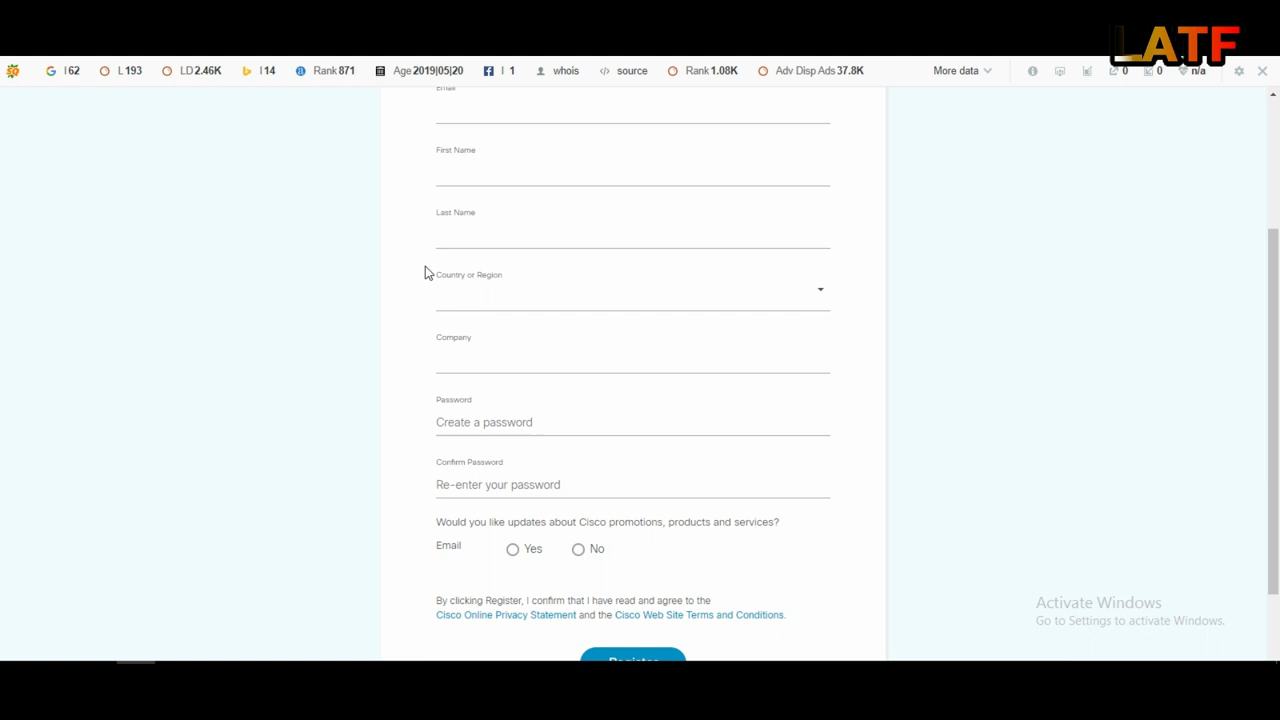 LATF
I 62
L 193
LD 2.46K
I 14
Rank 871
Age 2019|05|20
I 1
whois
source
Rank 1.08K
Adv Disp Ads 37.8K
More data
0
0
n/a
Email
First Name
Last Name
Country or Region
Company
Password
Create a password
Confirm Password
Re-enter your password
Would you like updates about Cisco promotions, products and services?
Email
Yes
No
By clicking Register, I confirm that I have read and agree to the
Cisco Online Privacy Statement and the Cisco Web Site Terms and Conditions.
Register
Activate Windows
Go to Settings to activate Windows.